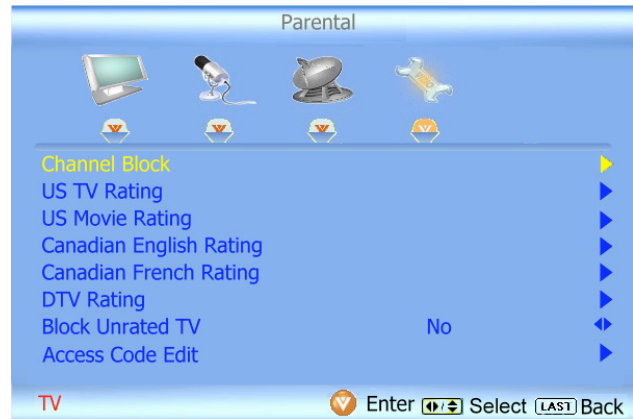 Parental
Channel Block
US TV Rating
US Movie Rating
Canadian English Rating
Canadian French Rating
DTV Rating
Block Unrated TV No
Access Code Edit
TV Enter Select LAST Back